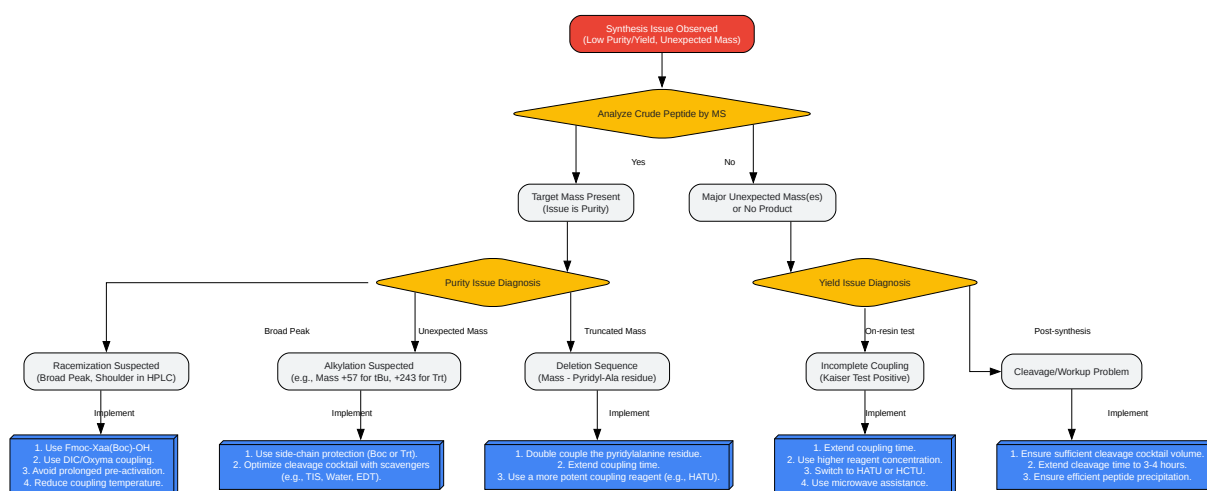 Synthesis Issue Observed
(Low Purity/Yield, Unexpected Mass)
Analyze Crude Peptide by MS
Yes
No
Target Mass Present
(Issue is Purity)
Major Unexpected Mass(es)
or No Product
Purity Issue Diagnosis
Yield Issue Diagnosis
Broad Peak
Unexpected Mass
Truncated Mass
On-resin test
Post-synthesis
Racemization Suspected
(Broad Peak, Shoulder in HPLC)
Alkylation Suspected
(e.g., Mass +57 for tBu, +243 for Trt)
Deletion Sequence
(Mass - Pyridyl-Ala residue)
Incomplete Coupling
(Kaiser Test Positive)
Cleavage/Workup Problem
Implement
Implement
Implement
Implement
Implement
1. Use Fmoc-Xaa(Boc)-OH.
2. Use DIC/Oxyma coupling.
3. Avoid prolonged pre-activation.
4. Reduce coupling temperature.
1. Use side-chain protection (Boc or Trt).
2. Optimize cleavage cocktail with scavengers
(e.g., TIS, Water, EDT).
1. Double couple the pyridylalanine residue.
2. Extend coupling time.
3. Use a more potent coupling reagent (e.g., HATU).
1. Extend coupling time.
2. Use higher reagent concentration.
3. Switch to HATU or HCTU.
4. Use microwave assistance.
1. Ensure sufficient cleavage cocktail volume.
2. Extend cleavage time to 3-4 hours.
3. Ensure efficient peptide precipitation.